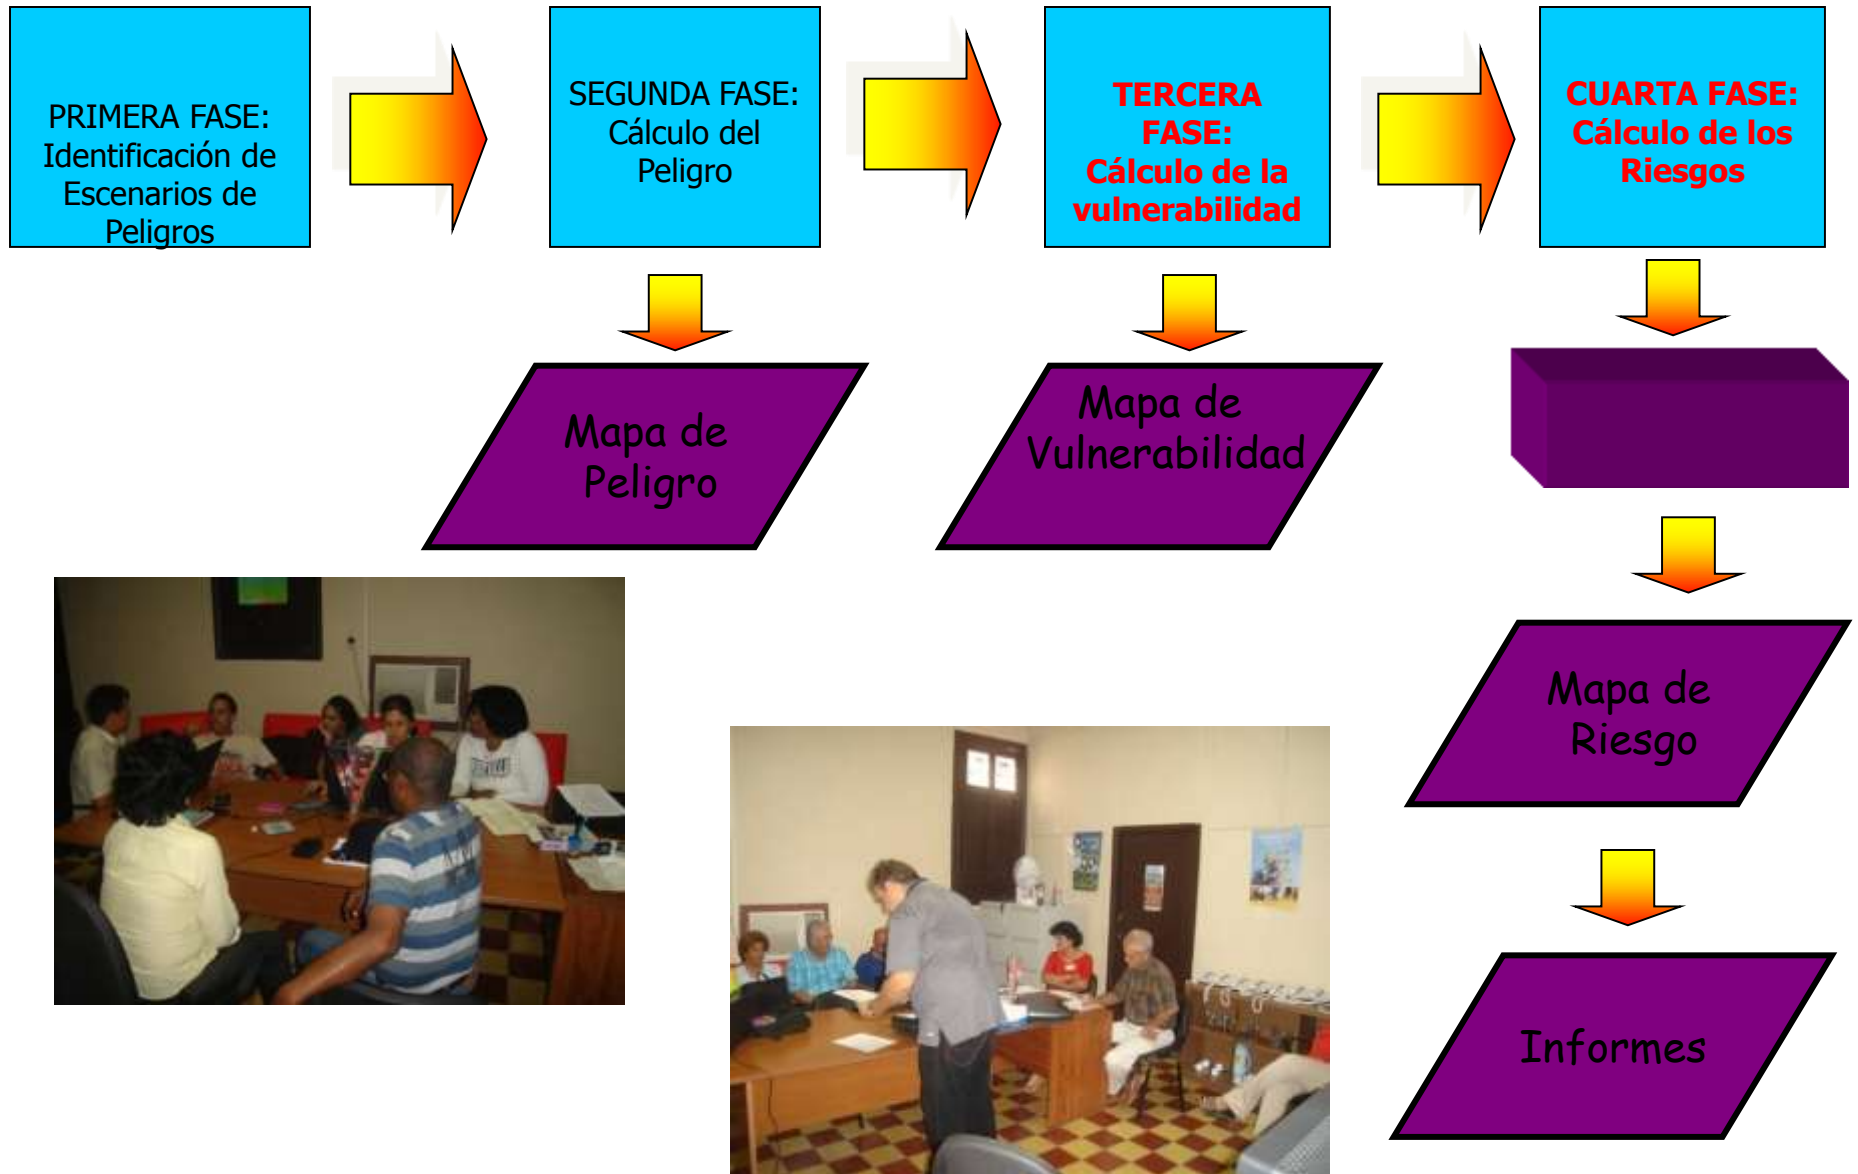 PRIMERA FASE:
Identificación de
Escenarios de
Peligros
SEGUNDA FASE:
Cálculo del
Peligro
TERCERA
FASE:
Cálculo de la
vulnerabilidad
CUARTA FASE:
Cálculo de los
Riesgos
Mapa de
Peligro
Mapa de
Vulnerabilidad
Mapa de
Riesgo
Informes